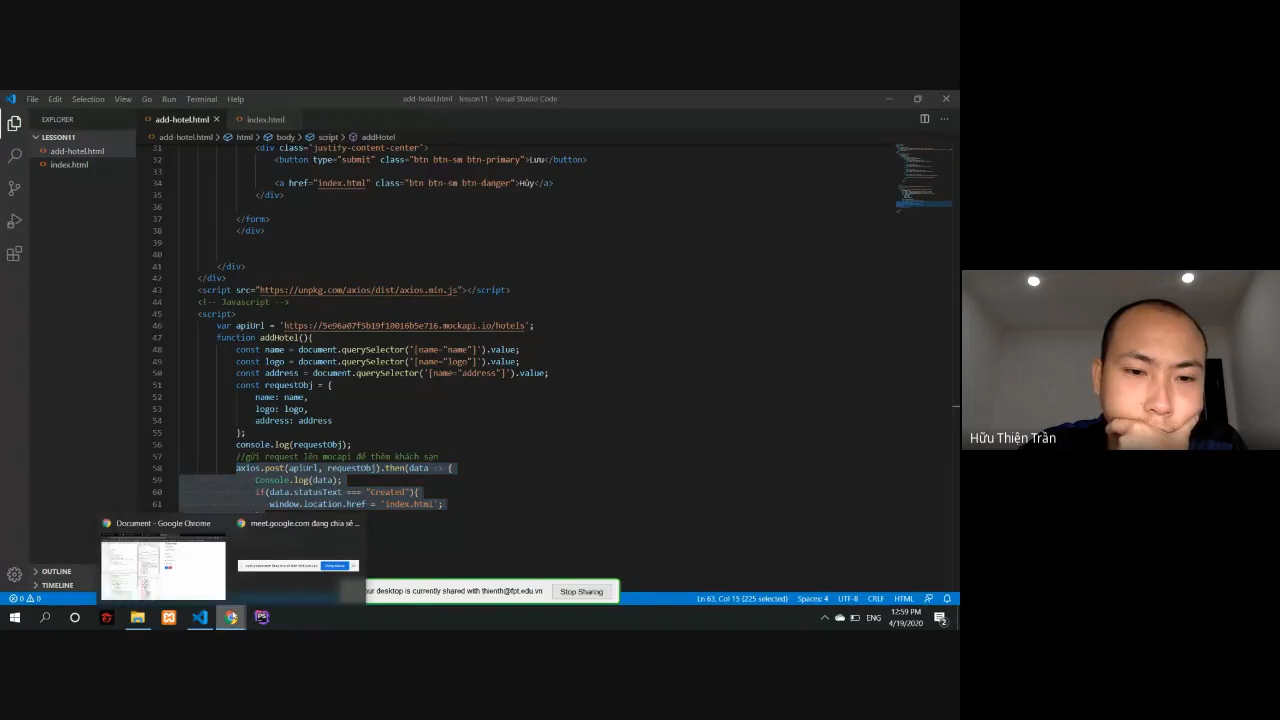 File Edit Selection View Go Run Terminal Help
add-hotel.html - lesson11 - Visual Studio Code
EXPLORER
LESSON11
add-hotel.html
index.html
OUTLINE
TIMELINE
add-hotel.html
index.html
add-hotel.html > html > body > script > addHotel
31 <div class="justify-content-center">
32 <button type="submit" class="btn btn-sm btn-primary">Lưu</button>
33
34 <a href="index.html" class="btn btn-sm btn-danger">Hủy</a>
35 </div>
36
37 </form>
38 </div>
39
40
41 </div>
42 </div>
43 <script src="https://unpkg.com/axios/dist/axios.min.js"></script>
44 <!-- Javascript -->
45 <script>
46 var apiUrl = 'https://5e96a07f5b19f10016b5e716.mockapi.io/hotels';
47 function addHotel(){
48 const name = document.querySelector('[name="name"]').value;
49 const logo = document.querySelector('[name="logo"]').value;
50 const address = document.querySelector('[name="address"]').value;
51 const requestObj = {
52 name: name,
53 logo: logo,
54 address: address
55 };
56 console.log(requestObj);
57 //gửi request lên mocapi để thêm khách sạn
58 axios.post(apiUrl, requestObj).then(data => {
59 Console.log(data);
60 if(data.statusText === "Created"){
61 window.location.href = 'index.html';
Document - Google Chrome
meet.google.com đang chia sẻ ...
our desktop is currently shared with thienth@fpt.edu.vn
Stop Sharing
0 0
Ln 63, Col 15 (225 selected) Spaces: 4 UTF-8 CRLF HTML
ENG
12:59 PM
4/19/2020
2
PS
Hữu Thiện Trần